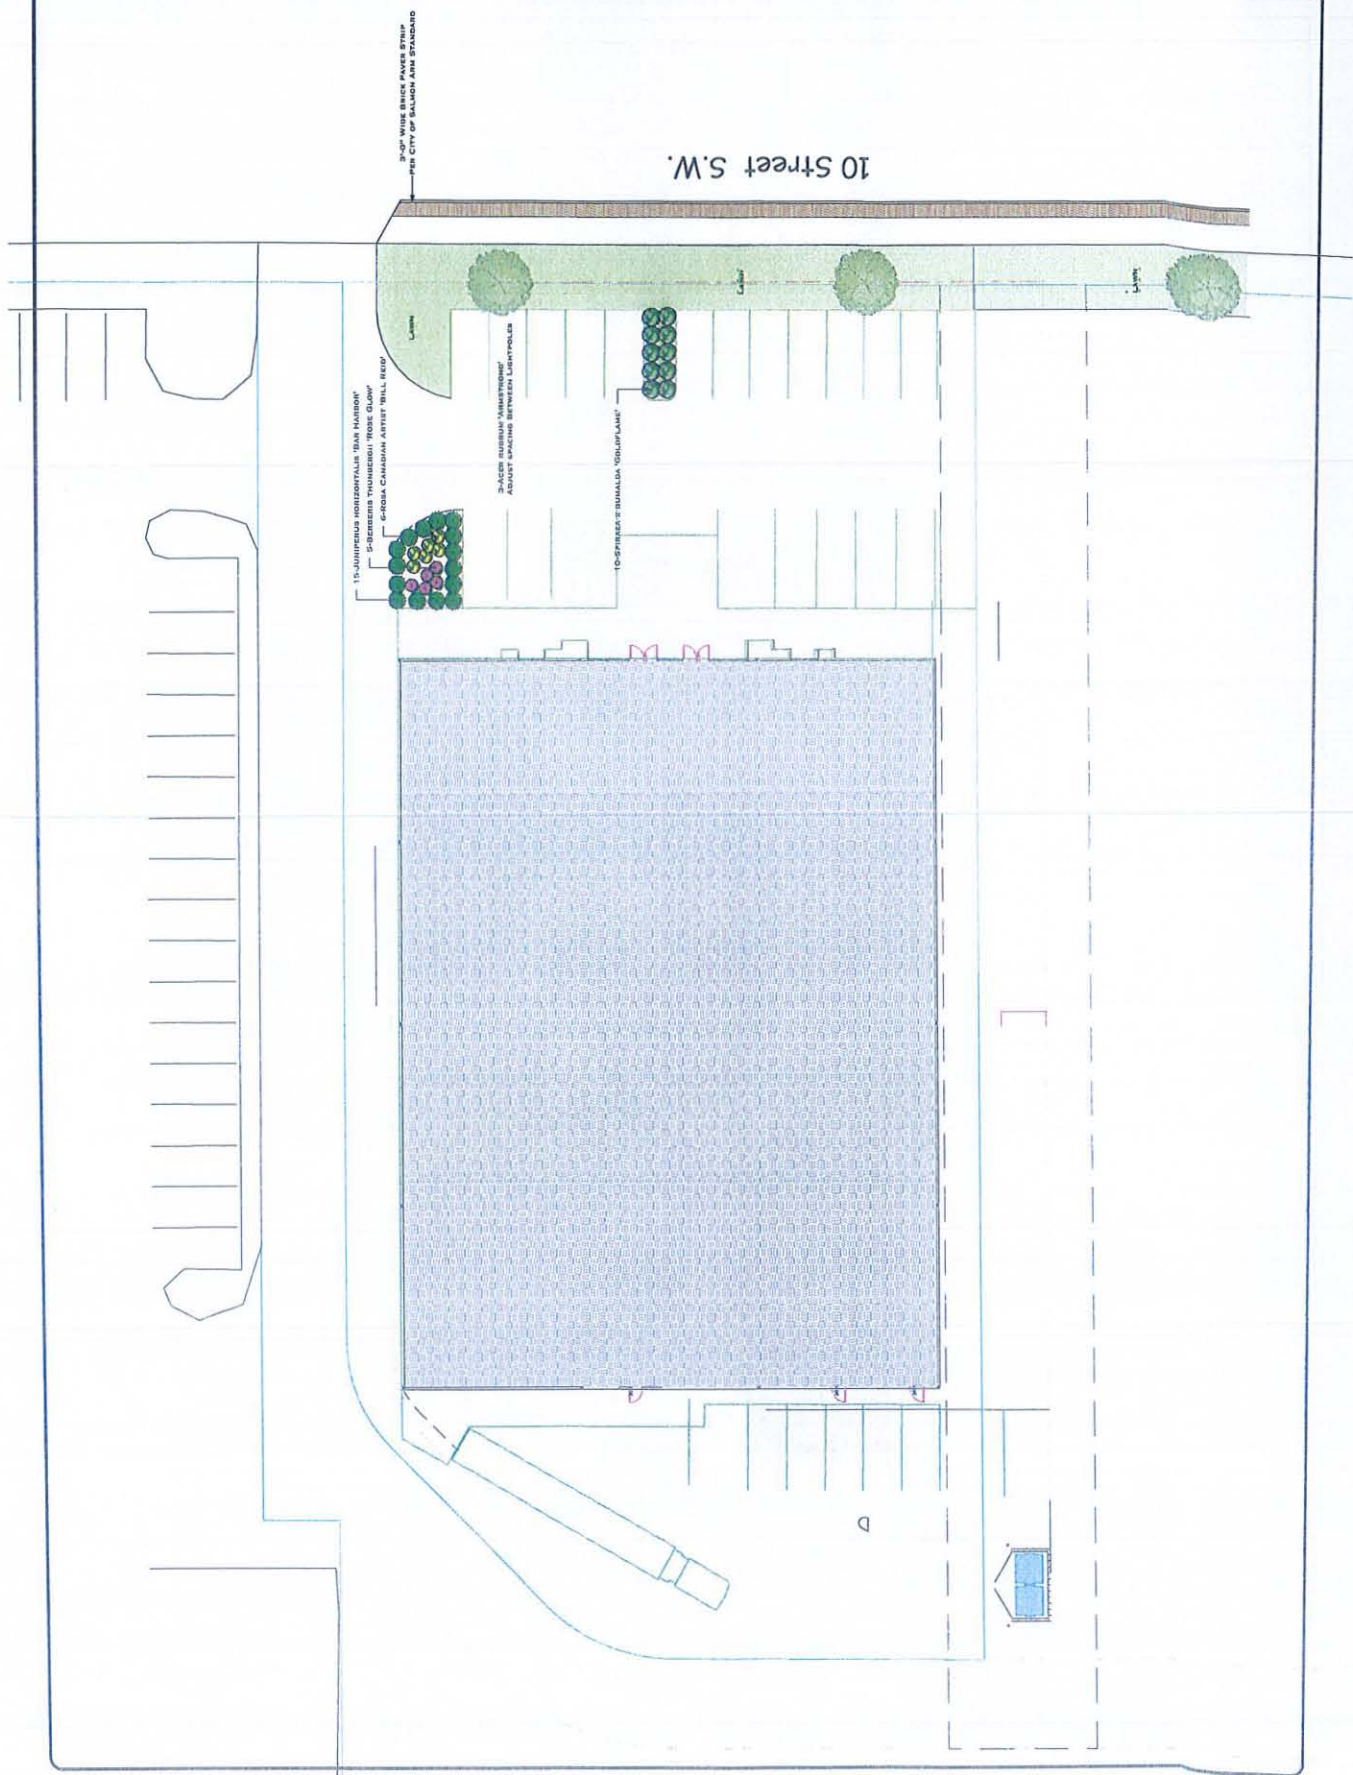 3'-0" WIDE BRICK PAVER STRIP
PER CITY OF SALMON ARM STANDARD
10 Street S.W.
LAWN
LAWN
LAWN
15-JUNIPERUS HORIZONTALIS 'BAR HARBOR'
5-BERBERIS THUNBERGII 'ROSE GLOW'
6-ROSA CANADIAN ARTIST 'BILL REID'
3-ACER RUBRUM 'ARMSTRONG'
ADJUST SPACING BETWEEN LIGHTPOLES
10-SPIRAEA X BUMALDA 'GOLDFLAME'